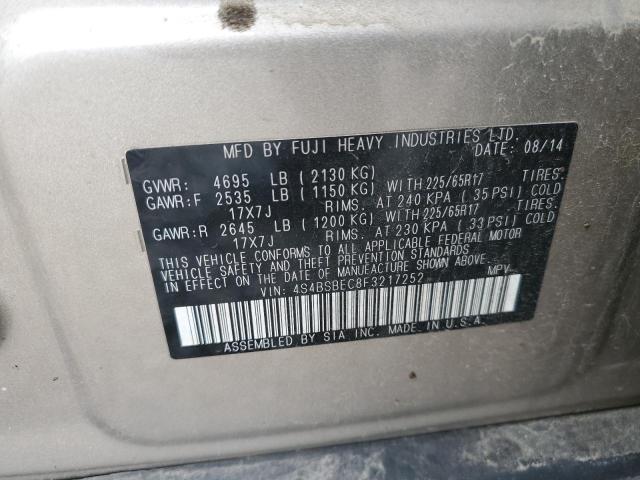 MFD BY FUJI HEAVY INDUSTRIES LTD.
DATE: 08/14
GVWR: 4695 LB ( 2130 KG)
GAWR:F 2535 LB ( 1150 KG) WITH 225/65R17 TIRES.
17X7J RIMS. AT 240 KPA ( 35 PSI) COLD
GAWR:R 2645 LB ( 1200 KG) WITH 225/65R17 TIRES.
17X7J RIMS. AT 230 KPA ( 33 PSI) COLD
THIS VEHICLE CONFORMS TO ALL APPLICABLE FEDERAL MOTOR
VEHICLE SAFETY AND THEFT PREVENTION STANDARDS
IN EFFECT ON THE DATE OF MANUFACTURE SHOWN ABOVE.
VIN: 4S4BSBEC8F3217252 MPV
ASSEMBLED BY SIA INC. MADE IN U.S.A.